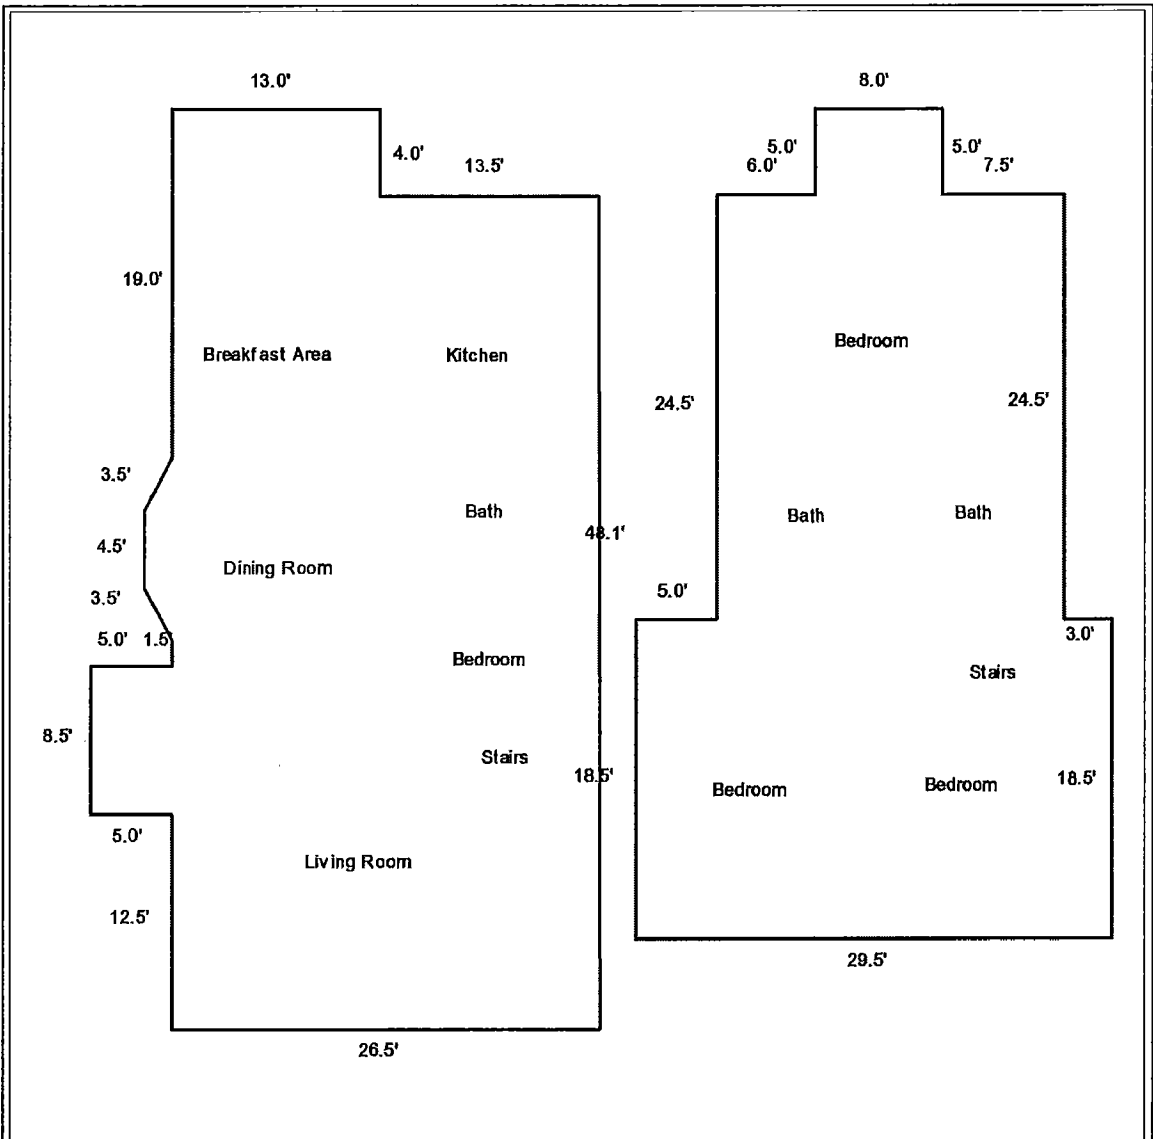 13.0'
8.0'
4.0'
13.5'
5.0'
6.0'
5.0'
7.5'
19.0'
Breakfast Area
Kitchen
Bedroom
24.5'
24.5'
3.5'
4.5'
3.5'
5.0'
1.5'
Dining Room
Bath
48.1'
Bath
Bath
5.0'
3.0'
Bedroom
Stairs
8.5'
Stairs
18.5'
Bedroom
Bedroom
18.5'
5.0'
Living Room
12.5'
29.5'
26.5'